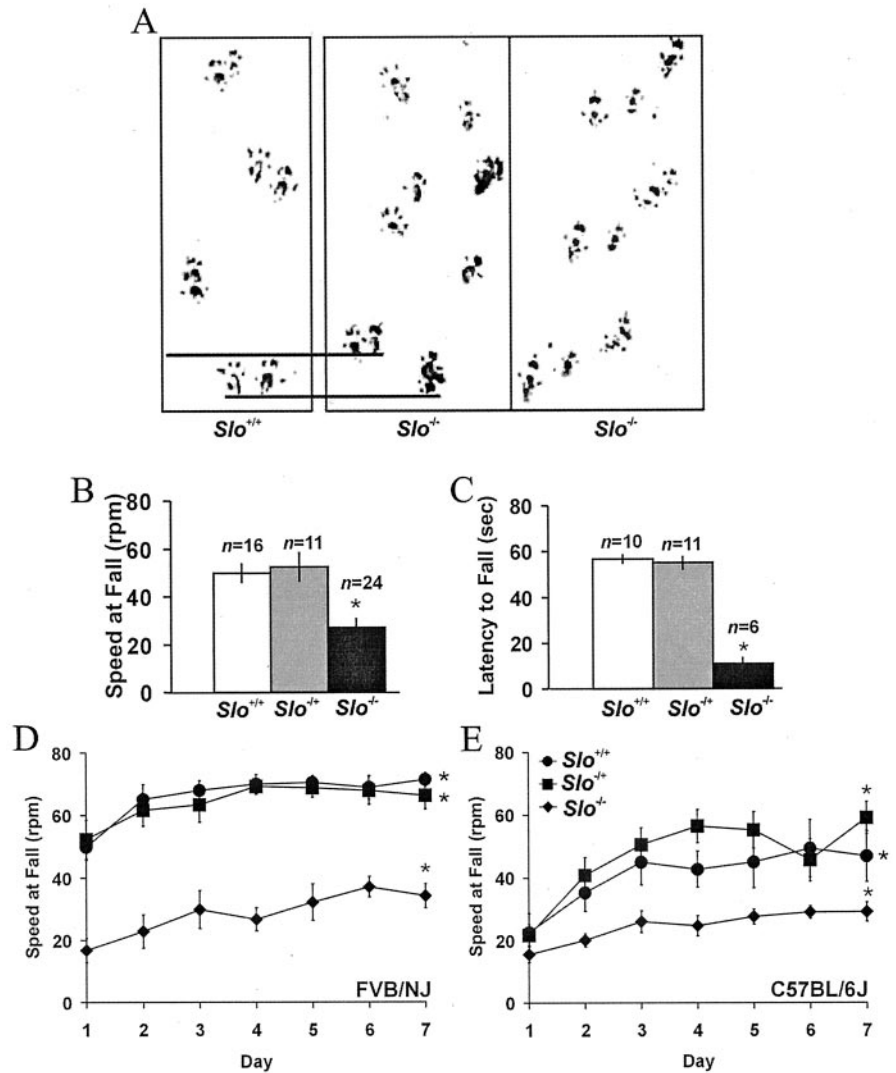 A
Slo+/+
Slo-/-
Slo-/-
B
Speed at Fall (rpm)
80
60
40
20
0
n=16
n=11
n=24
*
Slo+/+
Slo-/+
Slo-/-
C
Latency to Fall (sec)
80
60
40
20
0
n=10
n=11
n=6
*
Slo+/+
Slo-/+
Slo-/-
D
Speed at Fall (rpm)
80
60
40
20
0
*
*
*
FVB/NJ
1 2 3 4 5 6 7
Day
E
Speed at Fall (rpm)
80
60
40
20
0
Slo+/+
Slo-/+
Slo-/-
*
*
*
C57BL/6J
1 2 3 4 5 6 7
Day